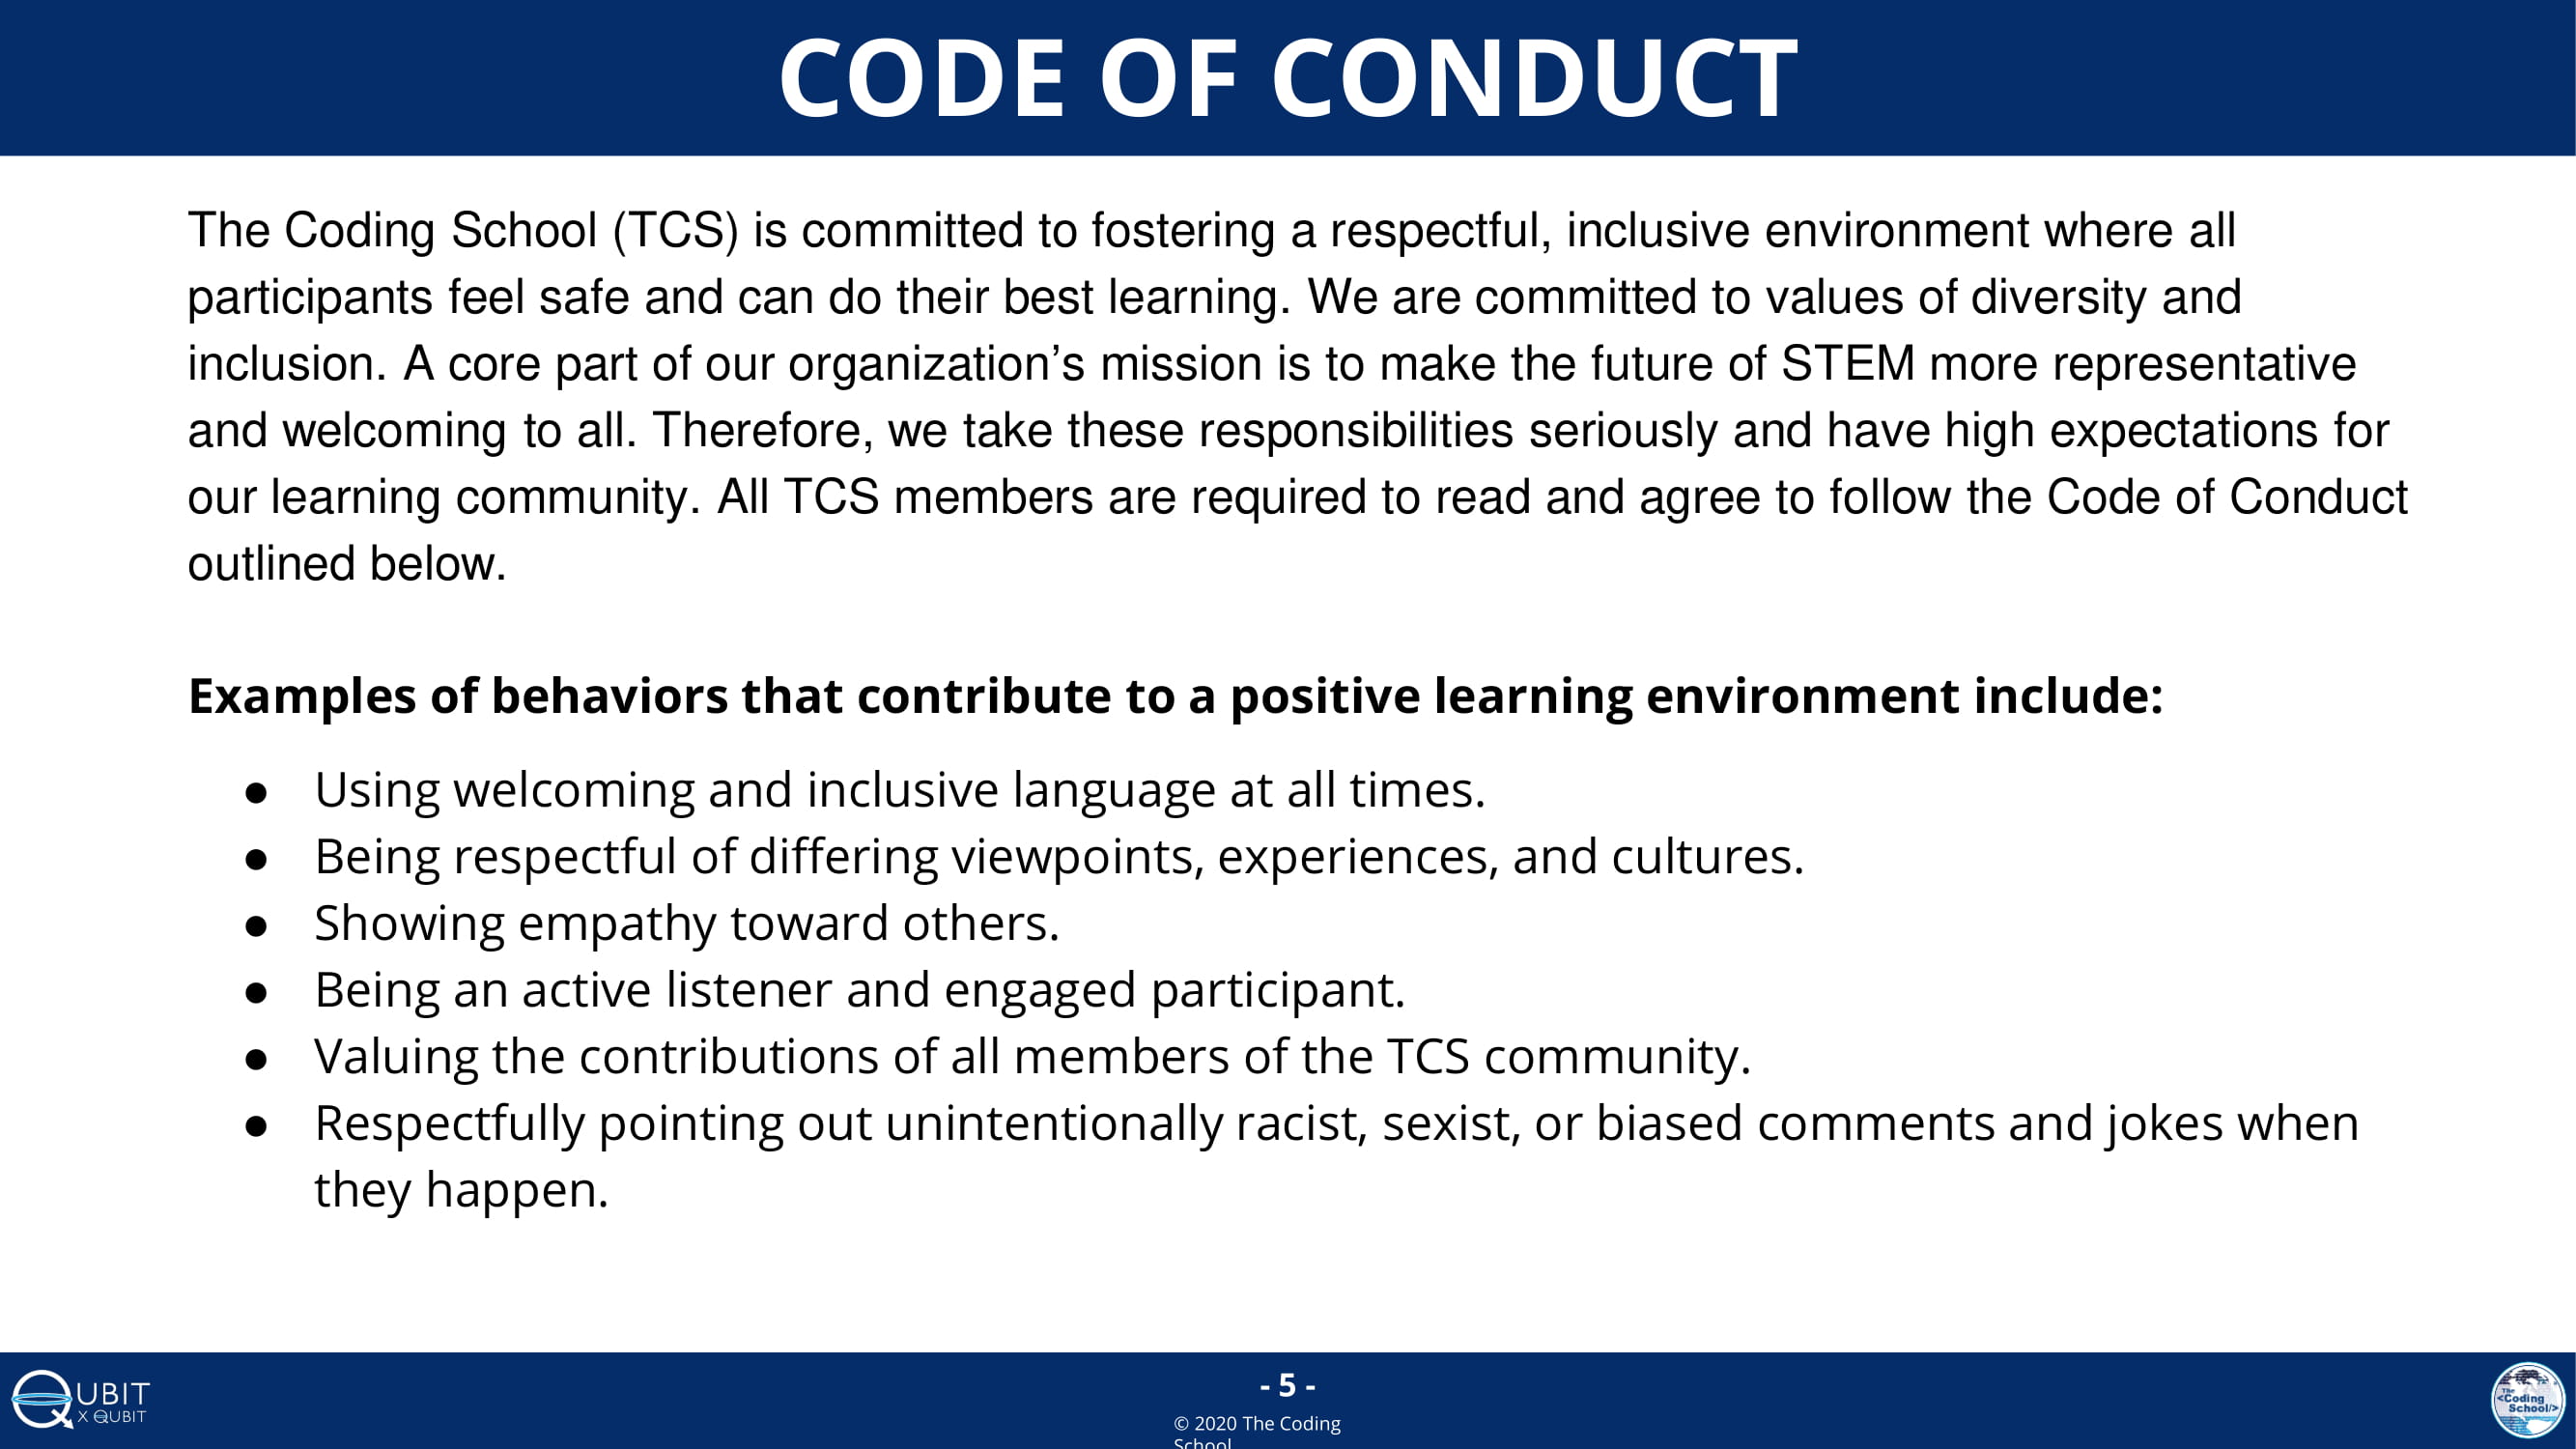 CODE OF CONDUCT
The Coding School (TCS) is committed to fostering a respectful, inclusive environment where all
participants feel safe and can do their best learning. We are committed to values of diversity and
inclusion. A core part of our organization’s mission is to make the future of STEM more representative
and welcoming to all. Therefore, we take these responsibilities seriously and have high expectations for
our learning community. All TCS members are required to read and agree to follow the Code of Conduct
outlined below.
Examples of behaviors that contribute to a positive learning environment include:
● Using welcoming and inclusive language at all times.
● Being respectful of differing viewpoints, experiences, and cultures.
● Showing empathy toward others.
● Being an active listener and engaged participant.
● Valuing the contributions of all members of the TCS community.
● Respectfully pointing out unintentionally racist, sexist, or biased comments and jokes when
they happen.
QUBIT
X QUBIT
- 5 -
© 2020 The Coding
School
The
<Coding
School/>